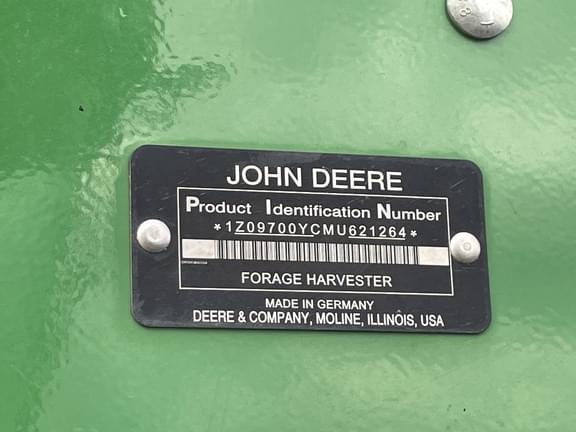 JOHN DEERE
Product Identification Number
*1Z09700YCMU621264*
FORAGE HARVESTER
MADE IN GERMANY
DEERE & COMPANY, MOLINE, ILLINOIS, USA